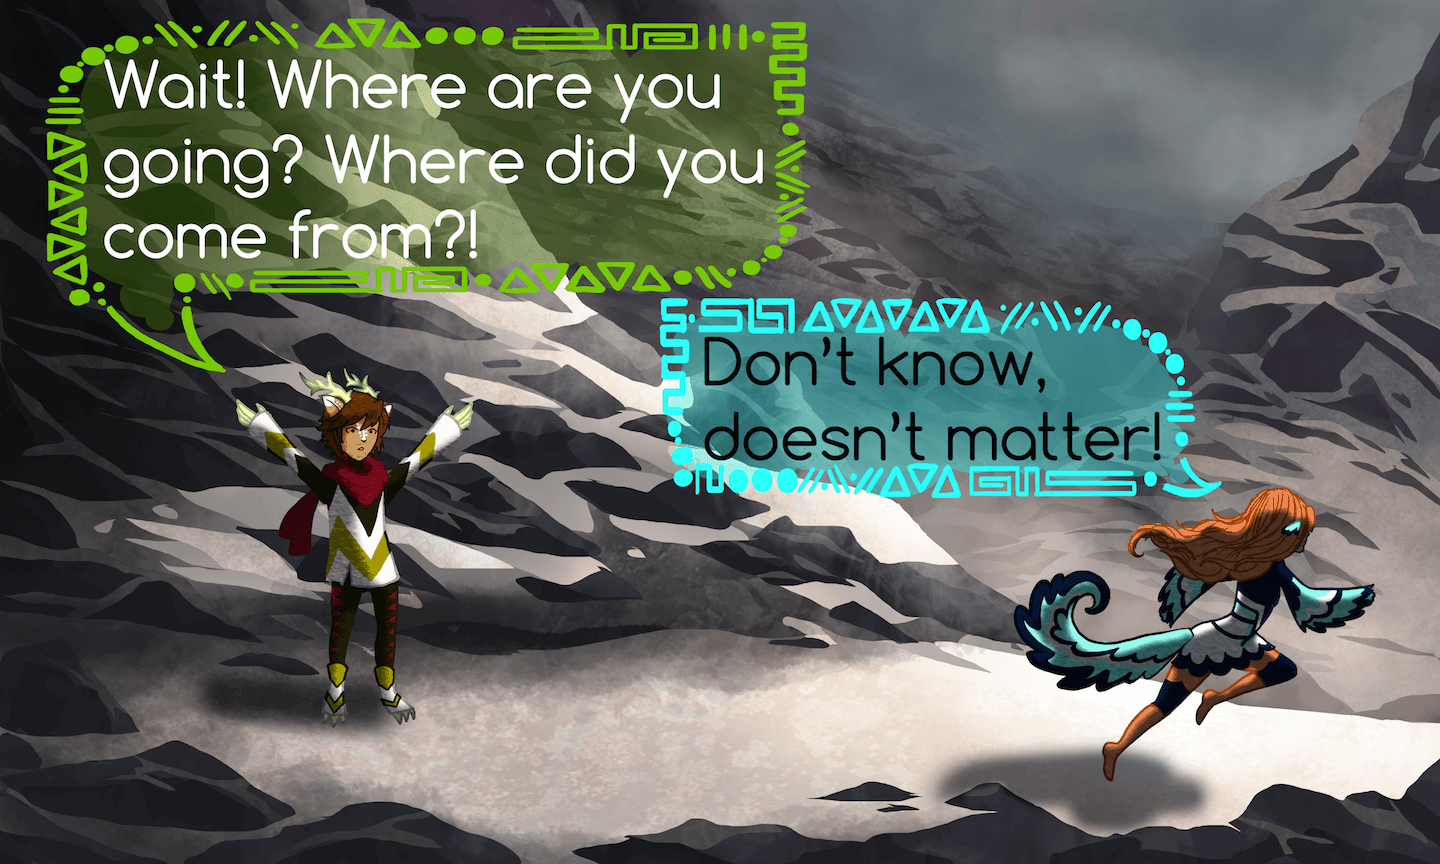 Wait! Where are you
going? Where did you
come from?!
Don't know,
doesn't matter!